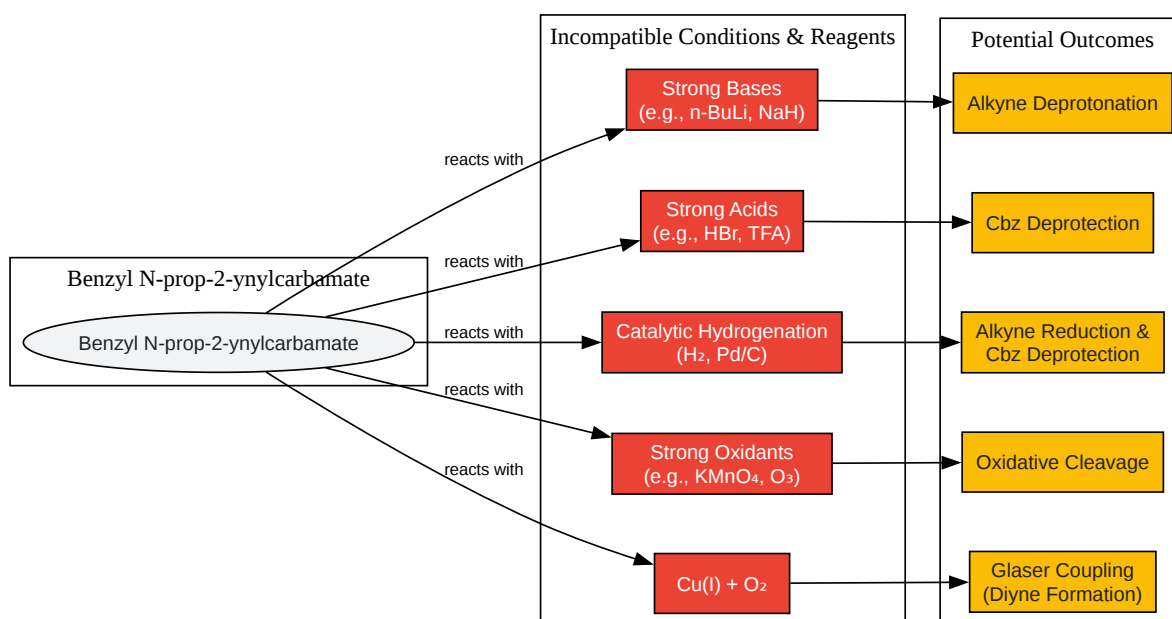 Incompatible Conditions & Reagents
Potential Outcomes
Strong Bases
(e.g., n-BuLi, NaH)
Alkyne Deprotonation
reacts with
Strong Acids
(e.g., HBr, TFA)
Cbz Deprotection
reacts with
Benzyl N-prop-2-ynylcarbamate
Benzyl N-prop-2-ynylcarbamate
reacts with
Catalytic Hydrogenation
(H₂, Pd/C)
Alkyne Reduction &
Cbz Deprotection
reacts with
Strong Oxidants
(e.g., KMnO₄, O₃)
Oxidative Cleavage
reacts with
Cu(I) + O₂
Glaser Coupling
(Diyne Formation)